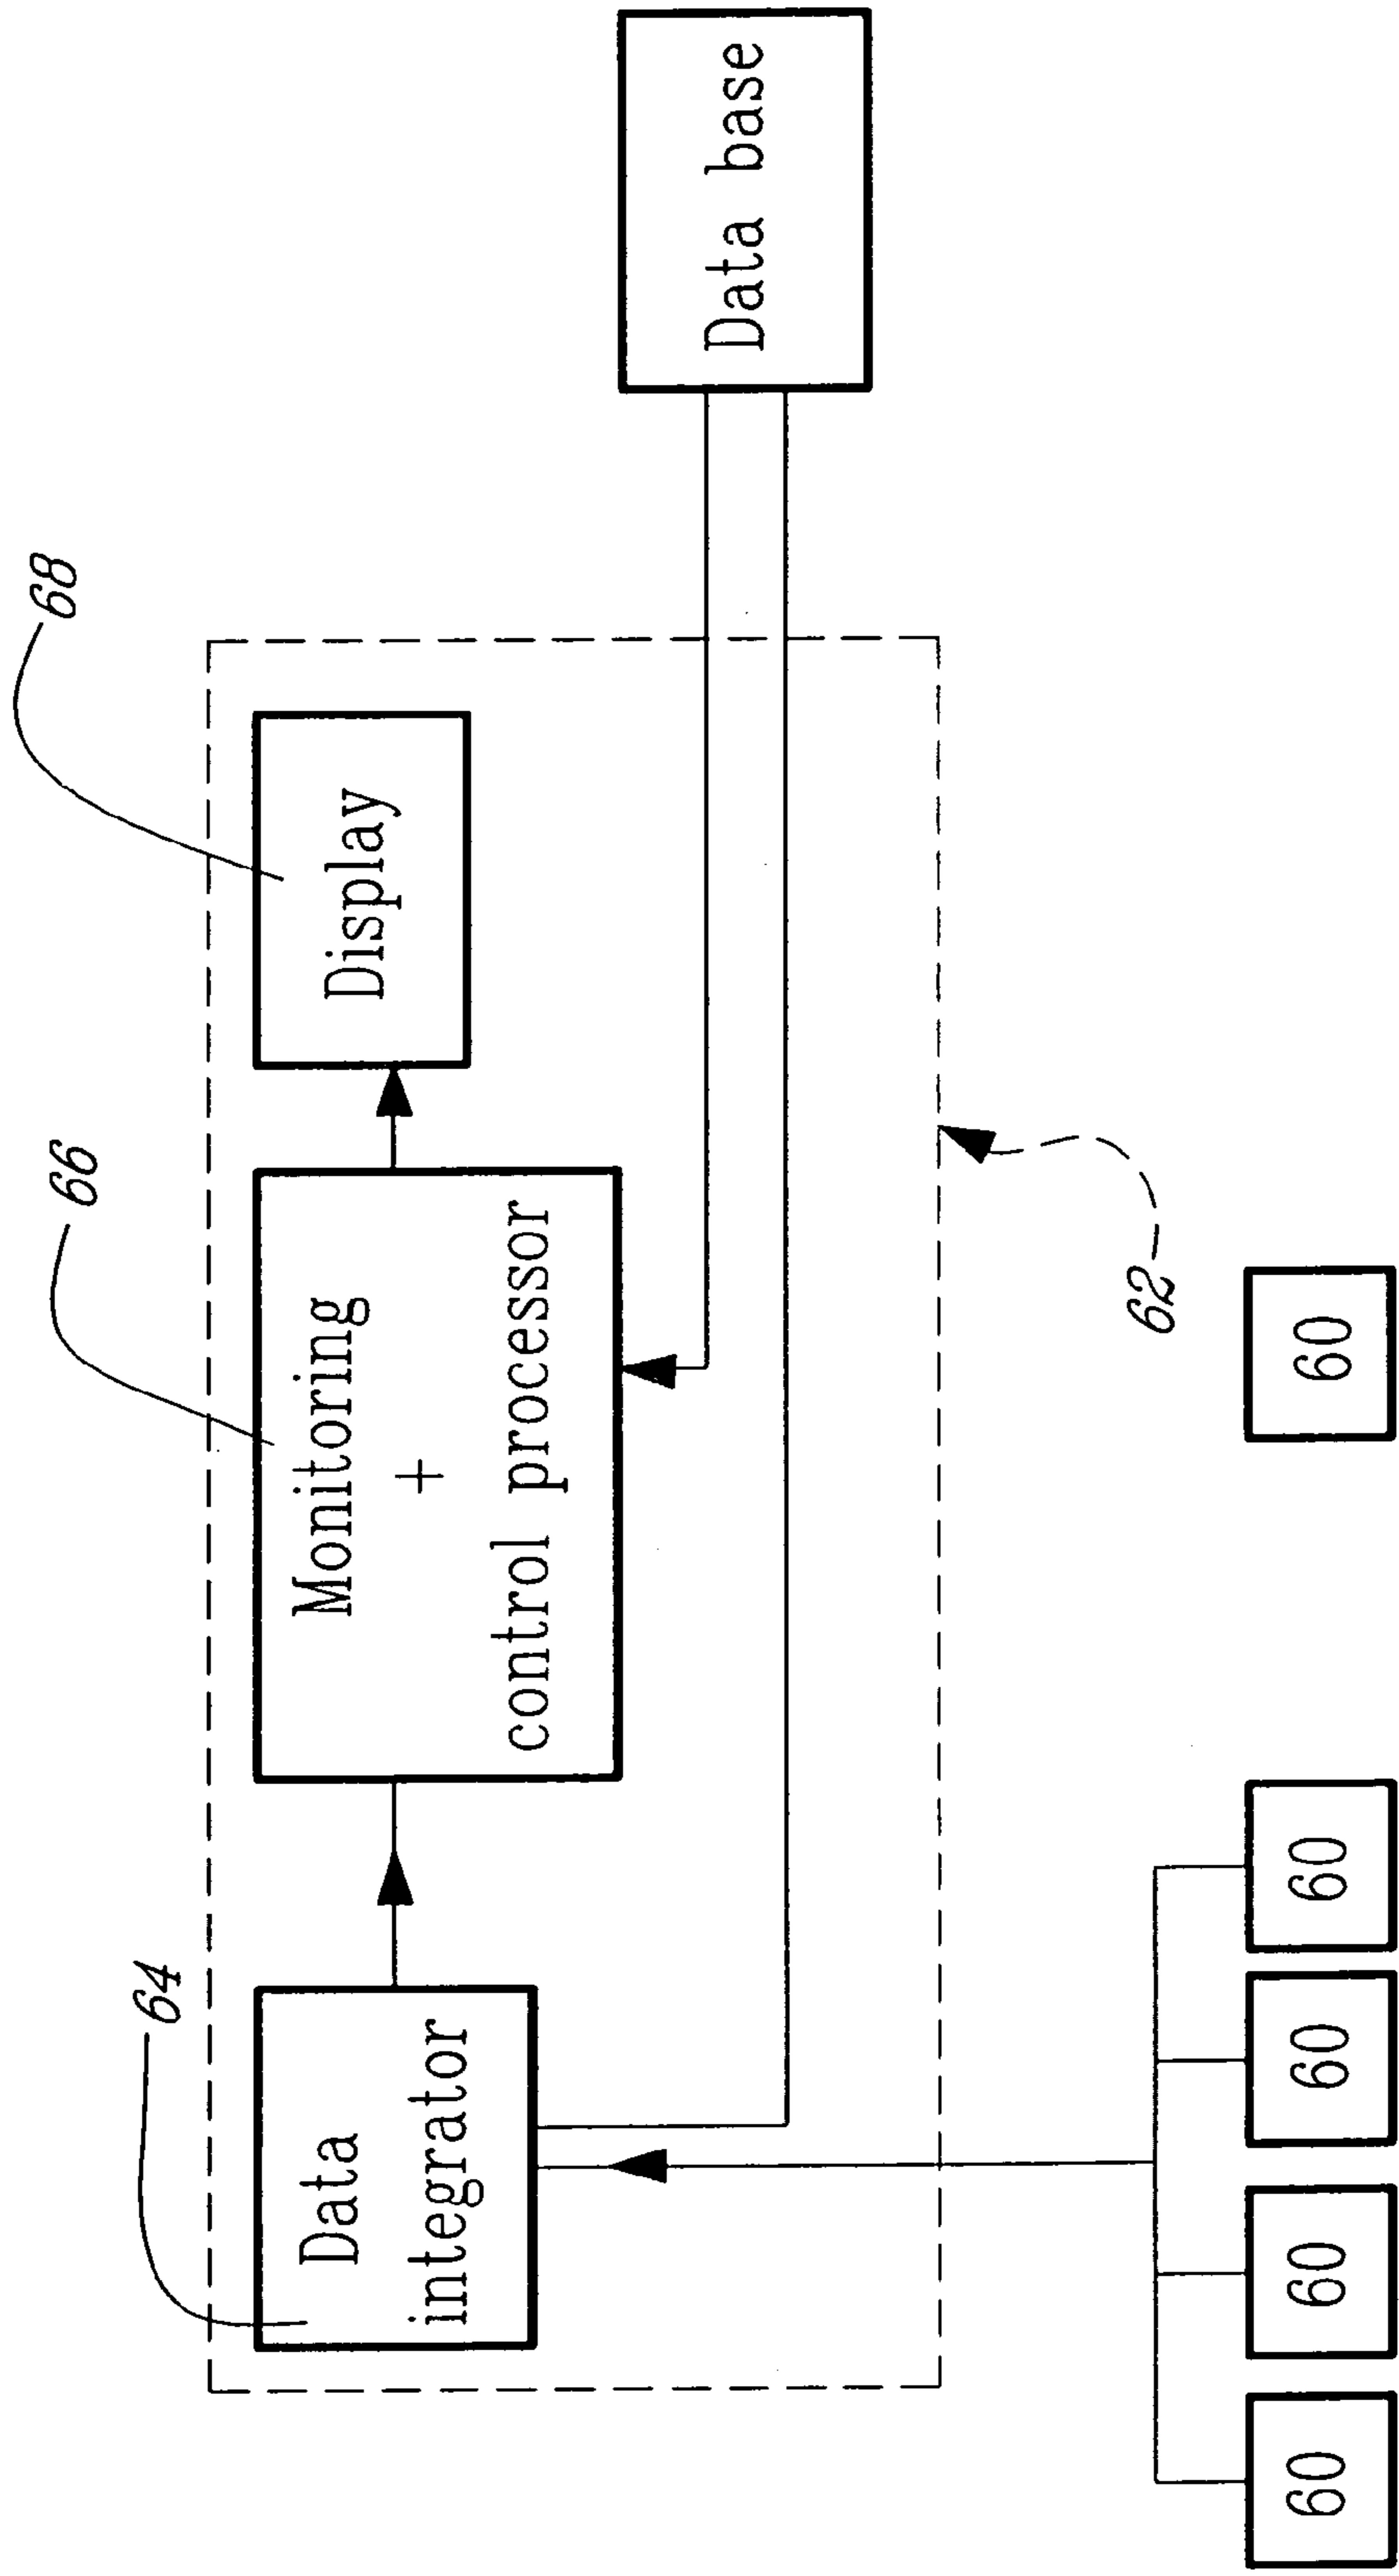 68
66
64
Data
integrator
Monitoring
+
control processor
Display
Data base
62
60
60
60
60
60